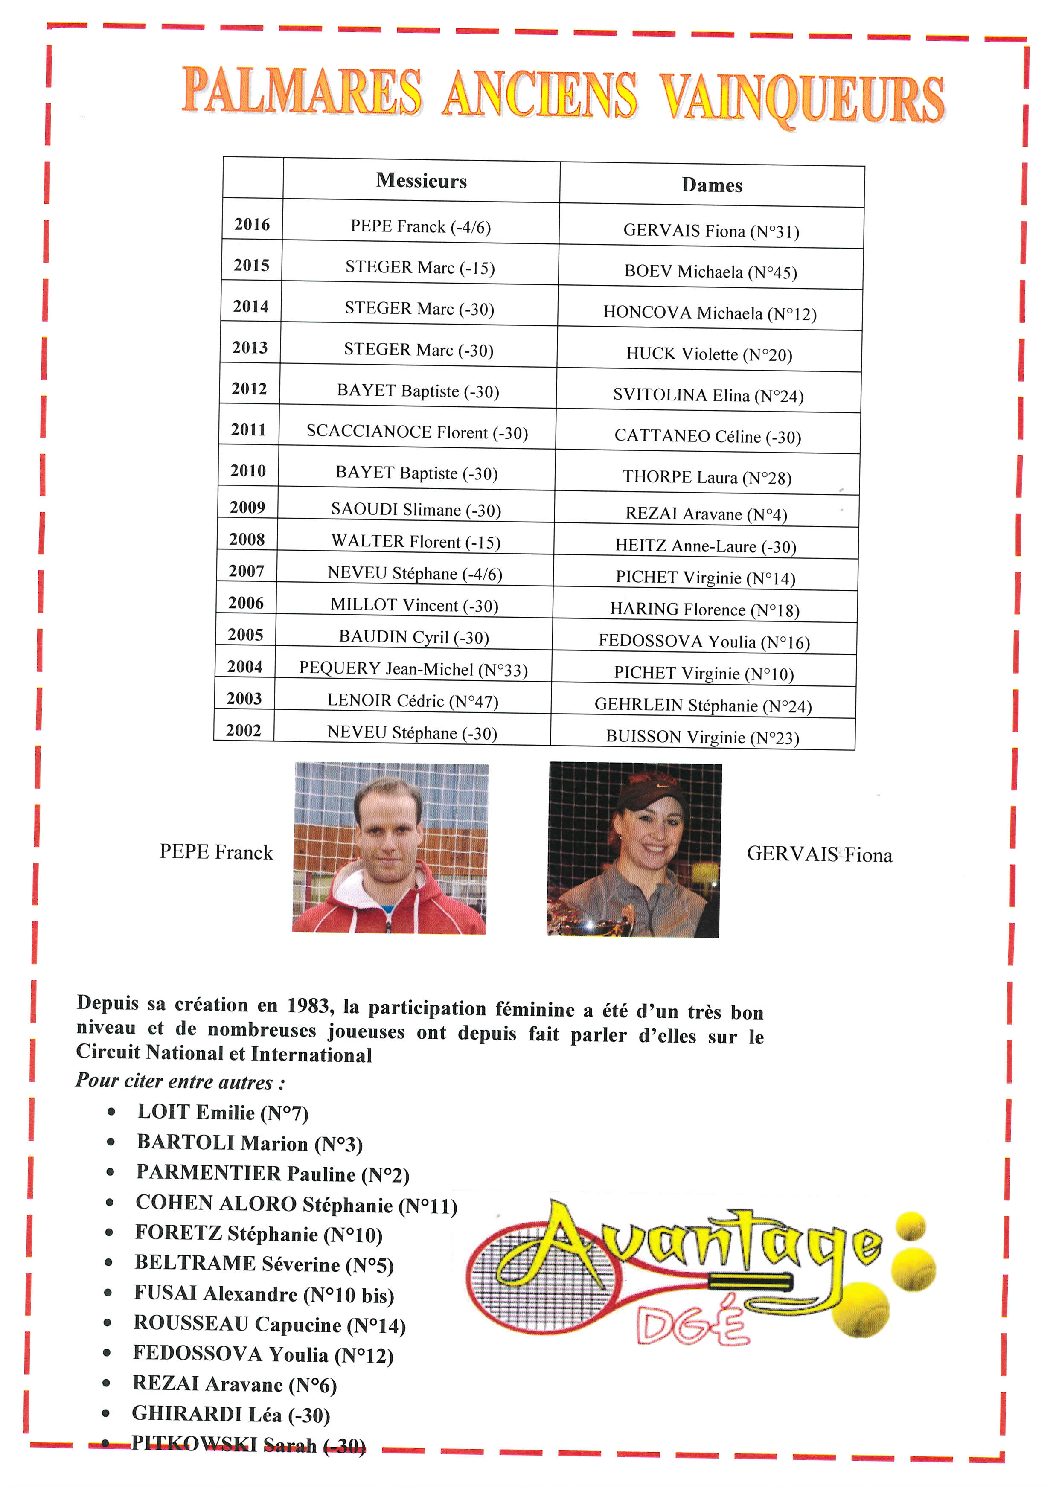 PALMARES ANCIENS VAINQUEURS
Messieurs Dames
2016 PEPE Franck (-4/6) GERVAIS Fiona (N°31)
2015 STEGER Marc (-15) BOEV Michaela (N°45)
2014 STEGER Marc (-30) HONCOVA Michaela (N°12)
2013 STEGER Marc (-30) HUCK Violette (N°20)
2012 BAYET Baptiste (-30) SVITOLINA Elina (N°24)
2011 SCACCIANOCE Florent (-30) CATTANEO Céline (-30)
2010 BAYET Baptiste (-30) THORPE Laura (N°28)
2009 SAOUDI Slimane (-30) REZAI Aravane (N°4)
2008 WALTER Florent (-15) HEITZ Anne-Laure (-30)
2007 NEVEU Stéphane (-4/6) PICHET Virginie (N°14)
2006 MILLOT Vincent (-30) HARING Florence (N°18)
2005 BAUDIN Cyril (-30) FEDOSSOVA Youlia (N°16)
2004 PEQUERY Jean-Michel (N°33) PICHET Virginie (N°10)
2003 LENOIR Cédric (N°47) GEHRLEIN Stéphanie (N°24)
2002 NEVEU Stéphane (-30) BUISSON Virginie (N°23)
PEPE Franck GERVAIS Fiona
Depuis sa création en 1983, la participation féminine a été d'un très bon
niveau et de nombreuses joueuses ont depuis fait parler d'elles sur le
Circuit National et International
Pour citer entre autres :
• LOIT Emilie (N°7)
• BARTOLI Marion (N°3)
• PARMENTIER Pauline (N°2)
• COHEN ALORO Stéphanie (N°11)
• FORETZ Stéphanie (N°10)
• BELTRAME Séverine (N°5)
• FUSAI Alexandre (N°10 bis)
• ROUSSEAU Capucine (N°14)
• FEDOSSOVA Youlia (N°12)
• REZAI Aravane (N°6)
• GHIRARDI Léa (-30)
• PITKOWSKI Sarah (-30)
Avantage
DGÉ